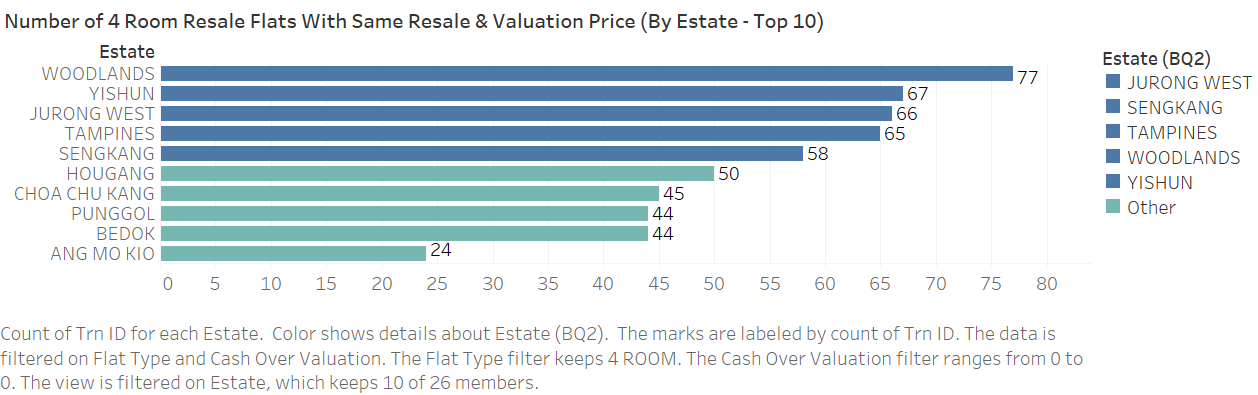 Number of 4 Room Resale Flats With Same Resale & Valuation Price (By Estate - Top 10)
Estate
WOODLANDS 77
YISHUN 67
JURONG WEST 66
TAMPINES 65
SENGKANG 58
HOUGANG 50
CHOA CHU KANG 45
PUNGGOL 44
BEDOK 44
ANG MO KIO 24
0 5 10 15 20 25 30 35 40 45 50 55 60 65 70 75 80
Estate (BQ2)
JURONG WEST
SENGKANG
TAMPINES
WOODLANDS
YISHUN
Other
Count of Trn ID for each Estate. Color shows details about Estate (BQ2). The marks are labeled by count of Trn ID. The data is
filtered on Flat Type and Cash Over Valuation. The Flat Type filter keeps 4 ROOM. The Cash Over Valuation filter ranges from 0 to
0. The view is filtered on Estate, which keeps 10 of 26 members.